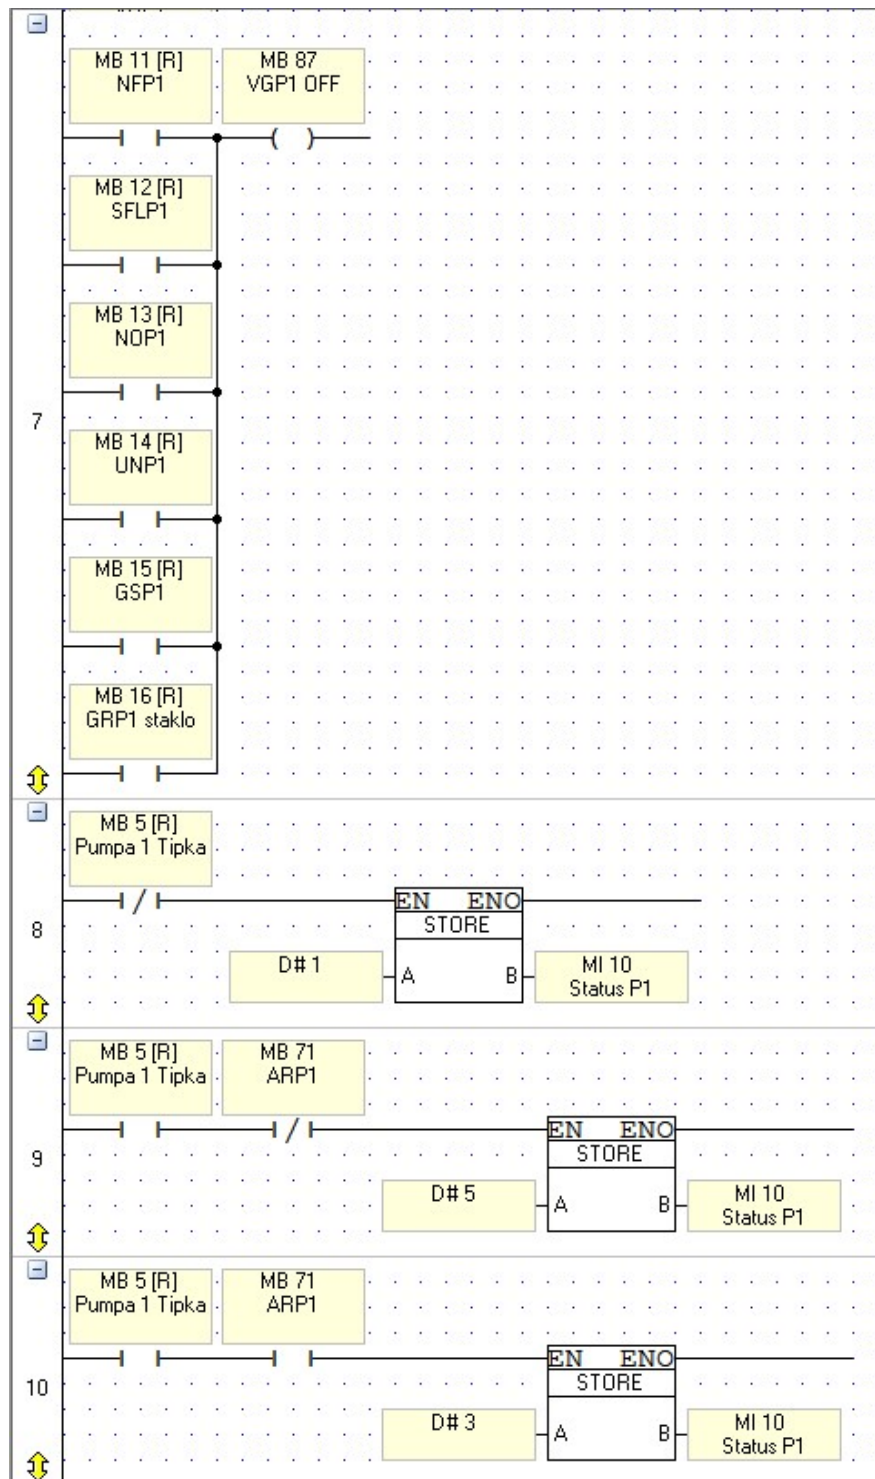 MB 11 [R]
NFP1
MB 87
VGP1 OFF
MB 12 [R]
SFLP1
MB 13 [R]
NOP1
7
MB 14 [R]
UNP1
MB 15 [R]
GSP1
MB 16 [R]
GRP1 staklo
MB 5 [R]
Pumpa 1 Tipka
8
EN ENO
STORE
D# 1
A B
MI 10
Status P1
MB 5 [R]
Pumpa 1 Tipka
MB 71
ARP1
9
EN ENO
STORE
D# 5
A B
MI 10
Status P1
MB 5 [R]
Pumpa 1 Tipka
MB 71
ARP1
10
EN ENO
STORE
D# 3
A B
MI 10
Status P1